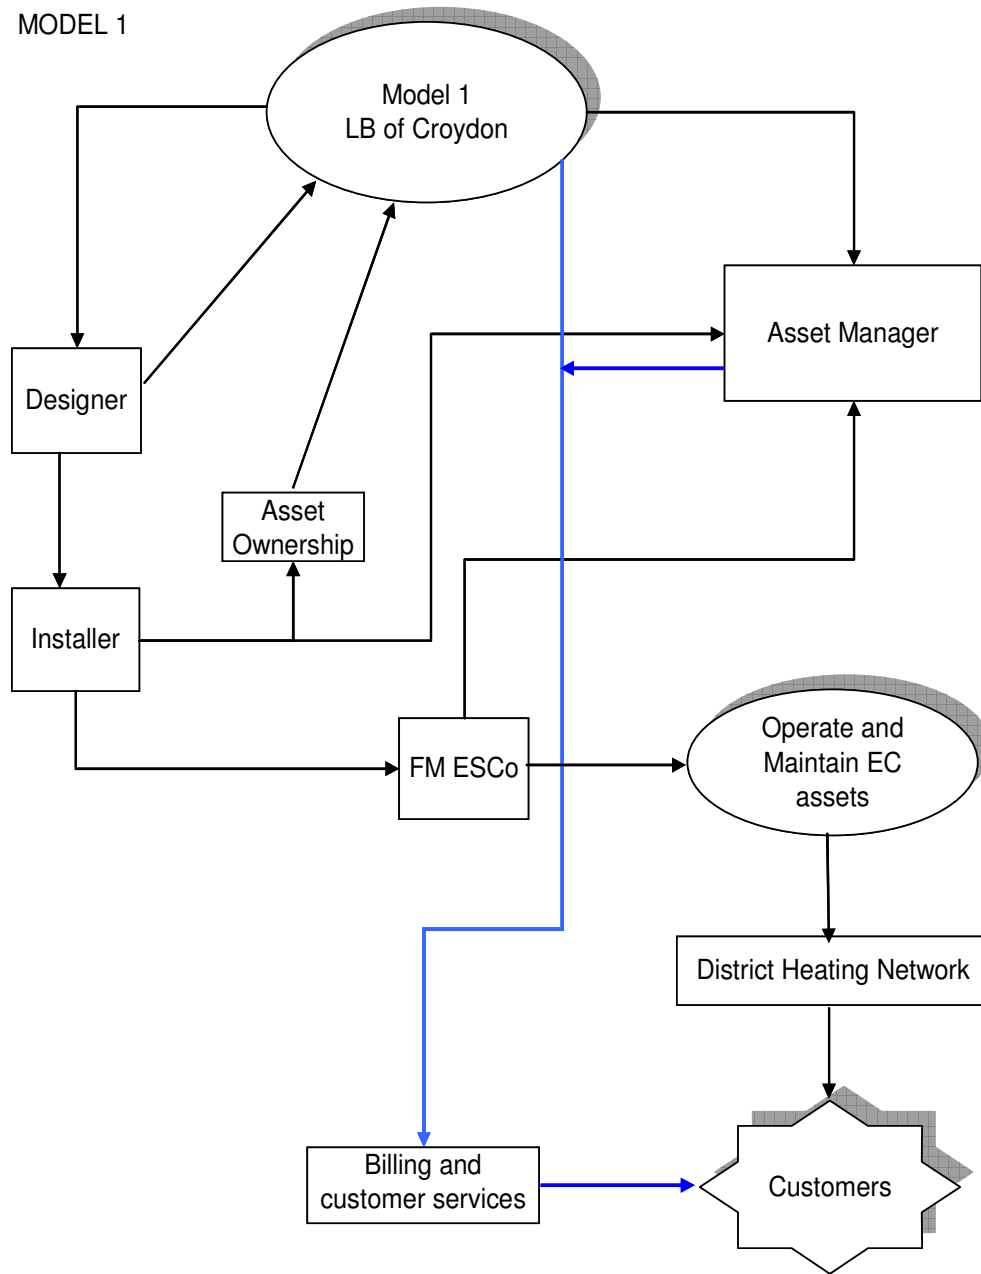 MODEL 1
Model 1
LB of Croydon
Asset Manager
Designer
Asset
Ownership
Installer
FM ESCo
Operate and
Maintain EC
assets
District Heating Network
Billing and
customer services
Customers